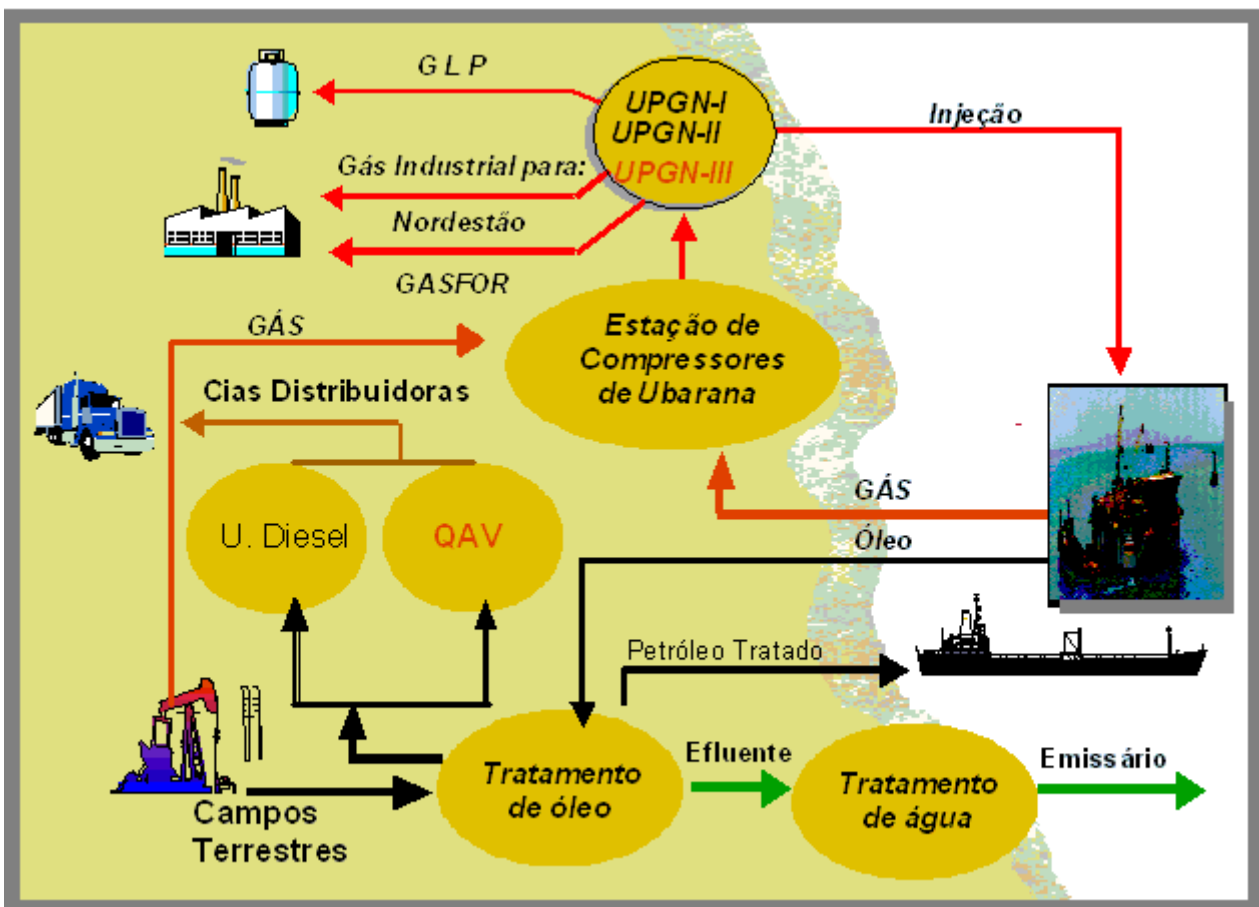 G L P
UPGN-I
UPGN-II
UPGN-III
Injeção
Gás Industrial para:
Nordestão
GASFOR
GÁS
Estação de
Compressores
de Ubarana
Cias Distribuidoras
U. Diesel
QAV
GÁS
Óleo
Petróleo Tratado
Campos
Terrestres
Tratamento
de óleo
Efluente
Tratamento
de água
Emissário